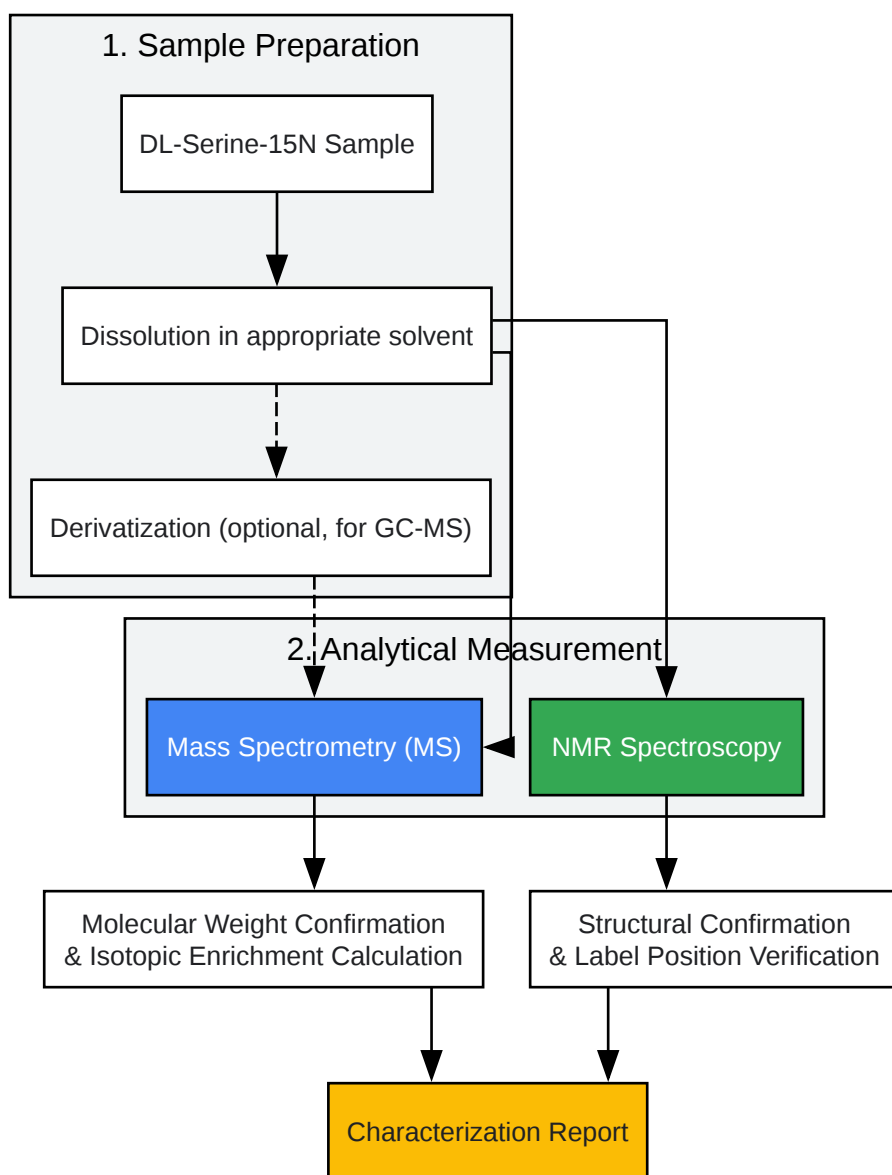 1. Sample Preparation
DL-Serine-15N Sample
Dissolution in appropriate solvent
Derivatization (optional, for GC-MS)
2. Analytical Measurement
Mass Spectrometry (MS)
NMR Spectroscopy
Molecular Weight Confirmation
& Isotopic Enrichment Calculation
Structural Confirmation
& Label Position Verification
Characterization Report